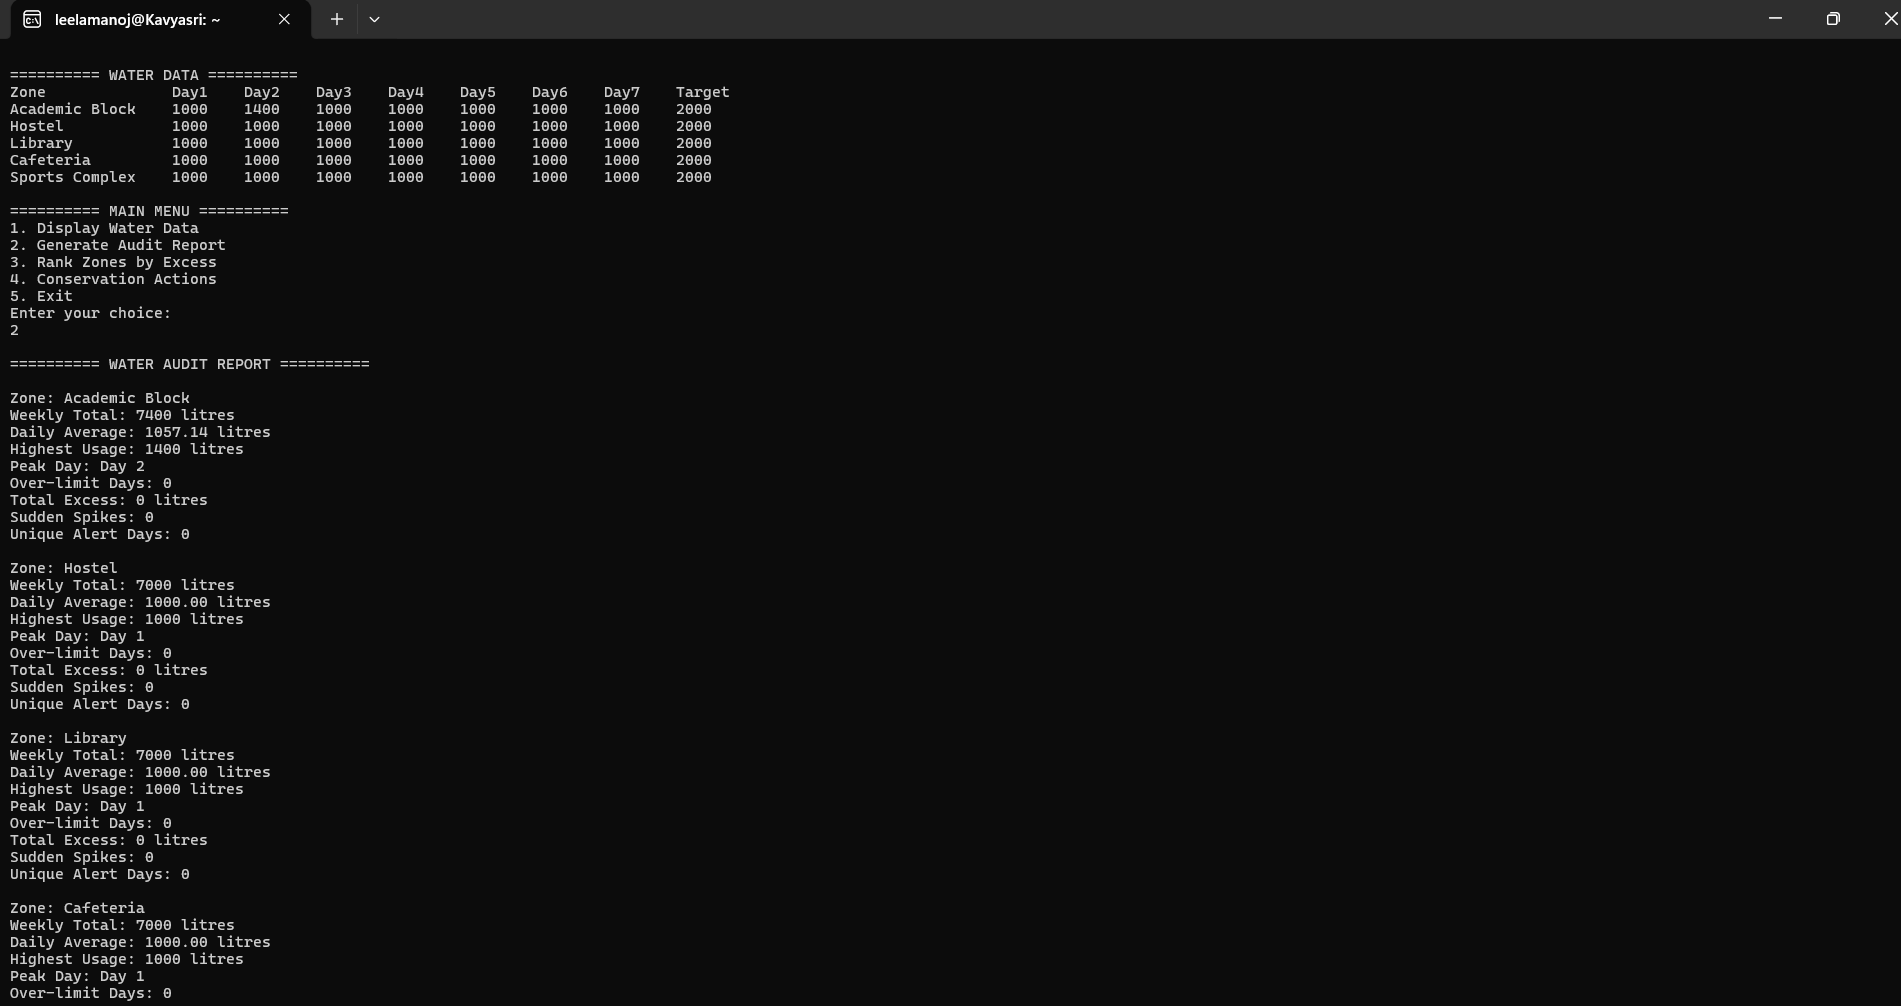 leelamanoj@Kavyasri: ~
========== WATER DATA ==========
Zone Day1 Day2 Day3 Day4 Day5 Day6 Day7 Target
Academic Block 1000 1400 1000 1000 1000 1000 1000 2000
Hostel 1000 1000 1000 1000 1000 1000 1000 2000
Library 1000 1000 1000 1000 1000 1000 1000 2000
Cafeteria 1000 1000 1000 1000 1000 1000 1000 2000
Sports Complex 1000 1000 1000 1000 1000 1000 1000 2000
========== MAIN MENU ==========
1. Display Water Data
2. Generate Audit Report
3. Rank Zones by Excess
4. Conservation Actions
5. Exit
Enter your choice:
2
========== WATER AUDIT REPORT ==========
Zone: Academic Block
Weekly Total: 7400 litres
Daily Average: 1057.14 litres
Highest Usage: 1400 litres
Peak Day: Day 2
Over-limit Days: 0
Total Excess: 0 litres
Sudden Spikes: 0
Unique Alert Days: 0
Zone: Hostel
Weekly Total: 7000 litres
Daily Average: 1000.00 litres
Highest Usage: 1000 litres
Peak Day: Day 1
Over-limit Days: 0
Total Excess: 0 litres
Sudden Spikes: 0
Unique Alert Days: 0
Zone: Library
Weekly Total: 7000 litres
Daily Average: 1000.00 litres
Highest Usage: 1000 litres
Peak Day: Day 1
Over-limit Days: 0
Total Excess: 0 litres
Sudden Spikes: 0
Unique Alert Days: 0
Zone: Cafeteria
Weekly Total: 7000 litres
Daily Average: 1000.00 litres
Highest Usage: 1000 litres
Peak Day: Day 1
Over-limit Days: 0